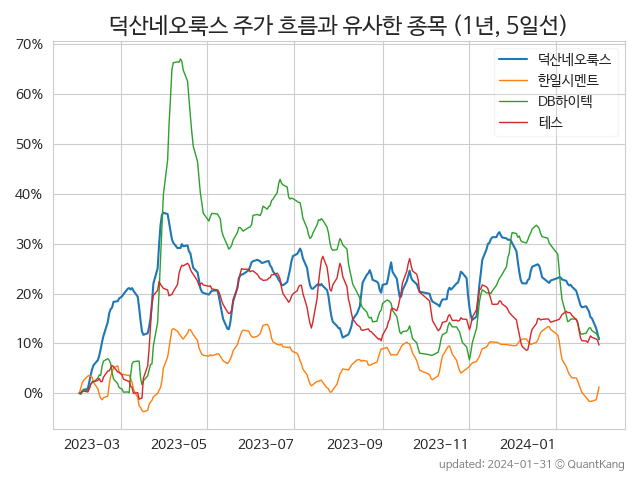 덕산네오룩스 주가 흐름과 유사한 종목 (1년, 5일선)
70%
60%
50%
40%
30%
20%
10%
0%
덕산네오룩스
한일시멘트
DB하이텍
테스
2023-03 2023-05 2023-07 2023-09 2023-11 2024-01
updated: 2024-01-31 © QuantKang